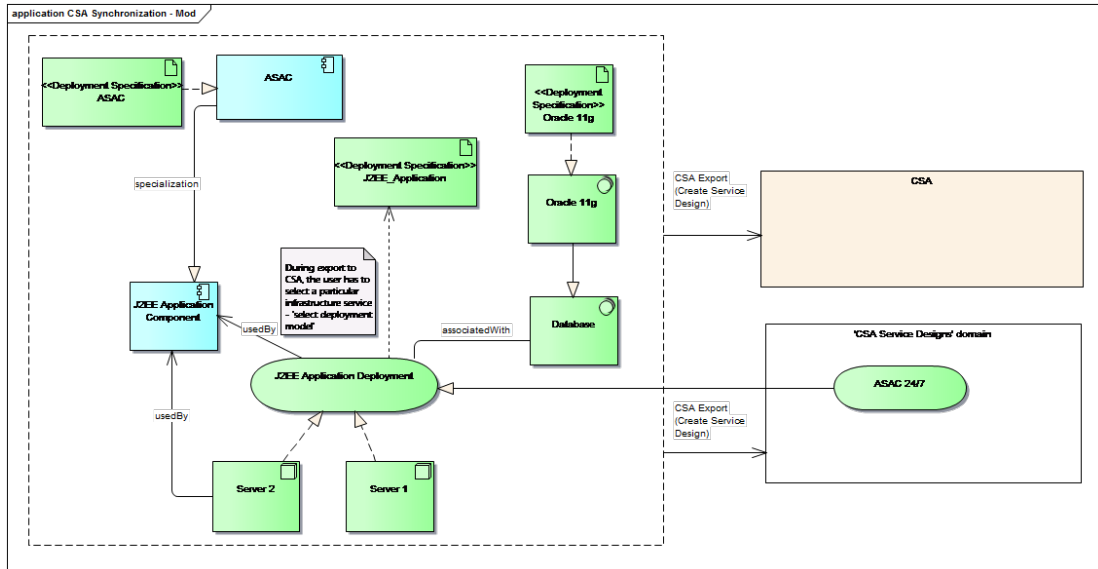 application CSA Synchronization - Mod
<<Deployment Specification>>
ASAC
ASAC
<<Deployment
Specification>>
Oracle 11g
<<Deployment Specification>>
J2EE_Application
specialization
Oracle 11g
CSA Export
(Create Service
Design)
CSA
During export to
CSA, the user has to
select a particular
infrastructure service
- 'select deployment
model'
J2EE Application
Component
usedBy
associatedWith
Database
'CSA Service Designs' domain
J2EE Application Deployment
ASAC 24/7
usedBy
CSA Export
(Create Service
Design)
Server 2
Server 1